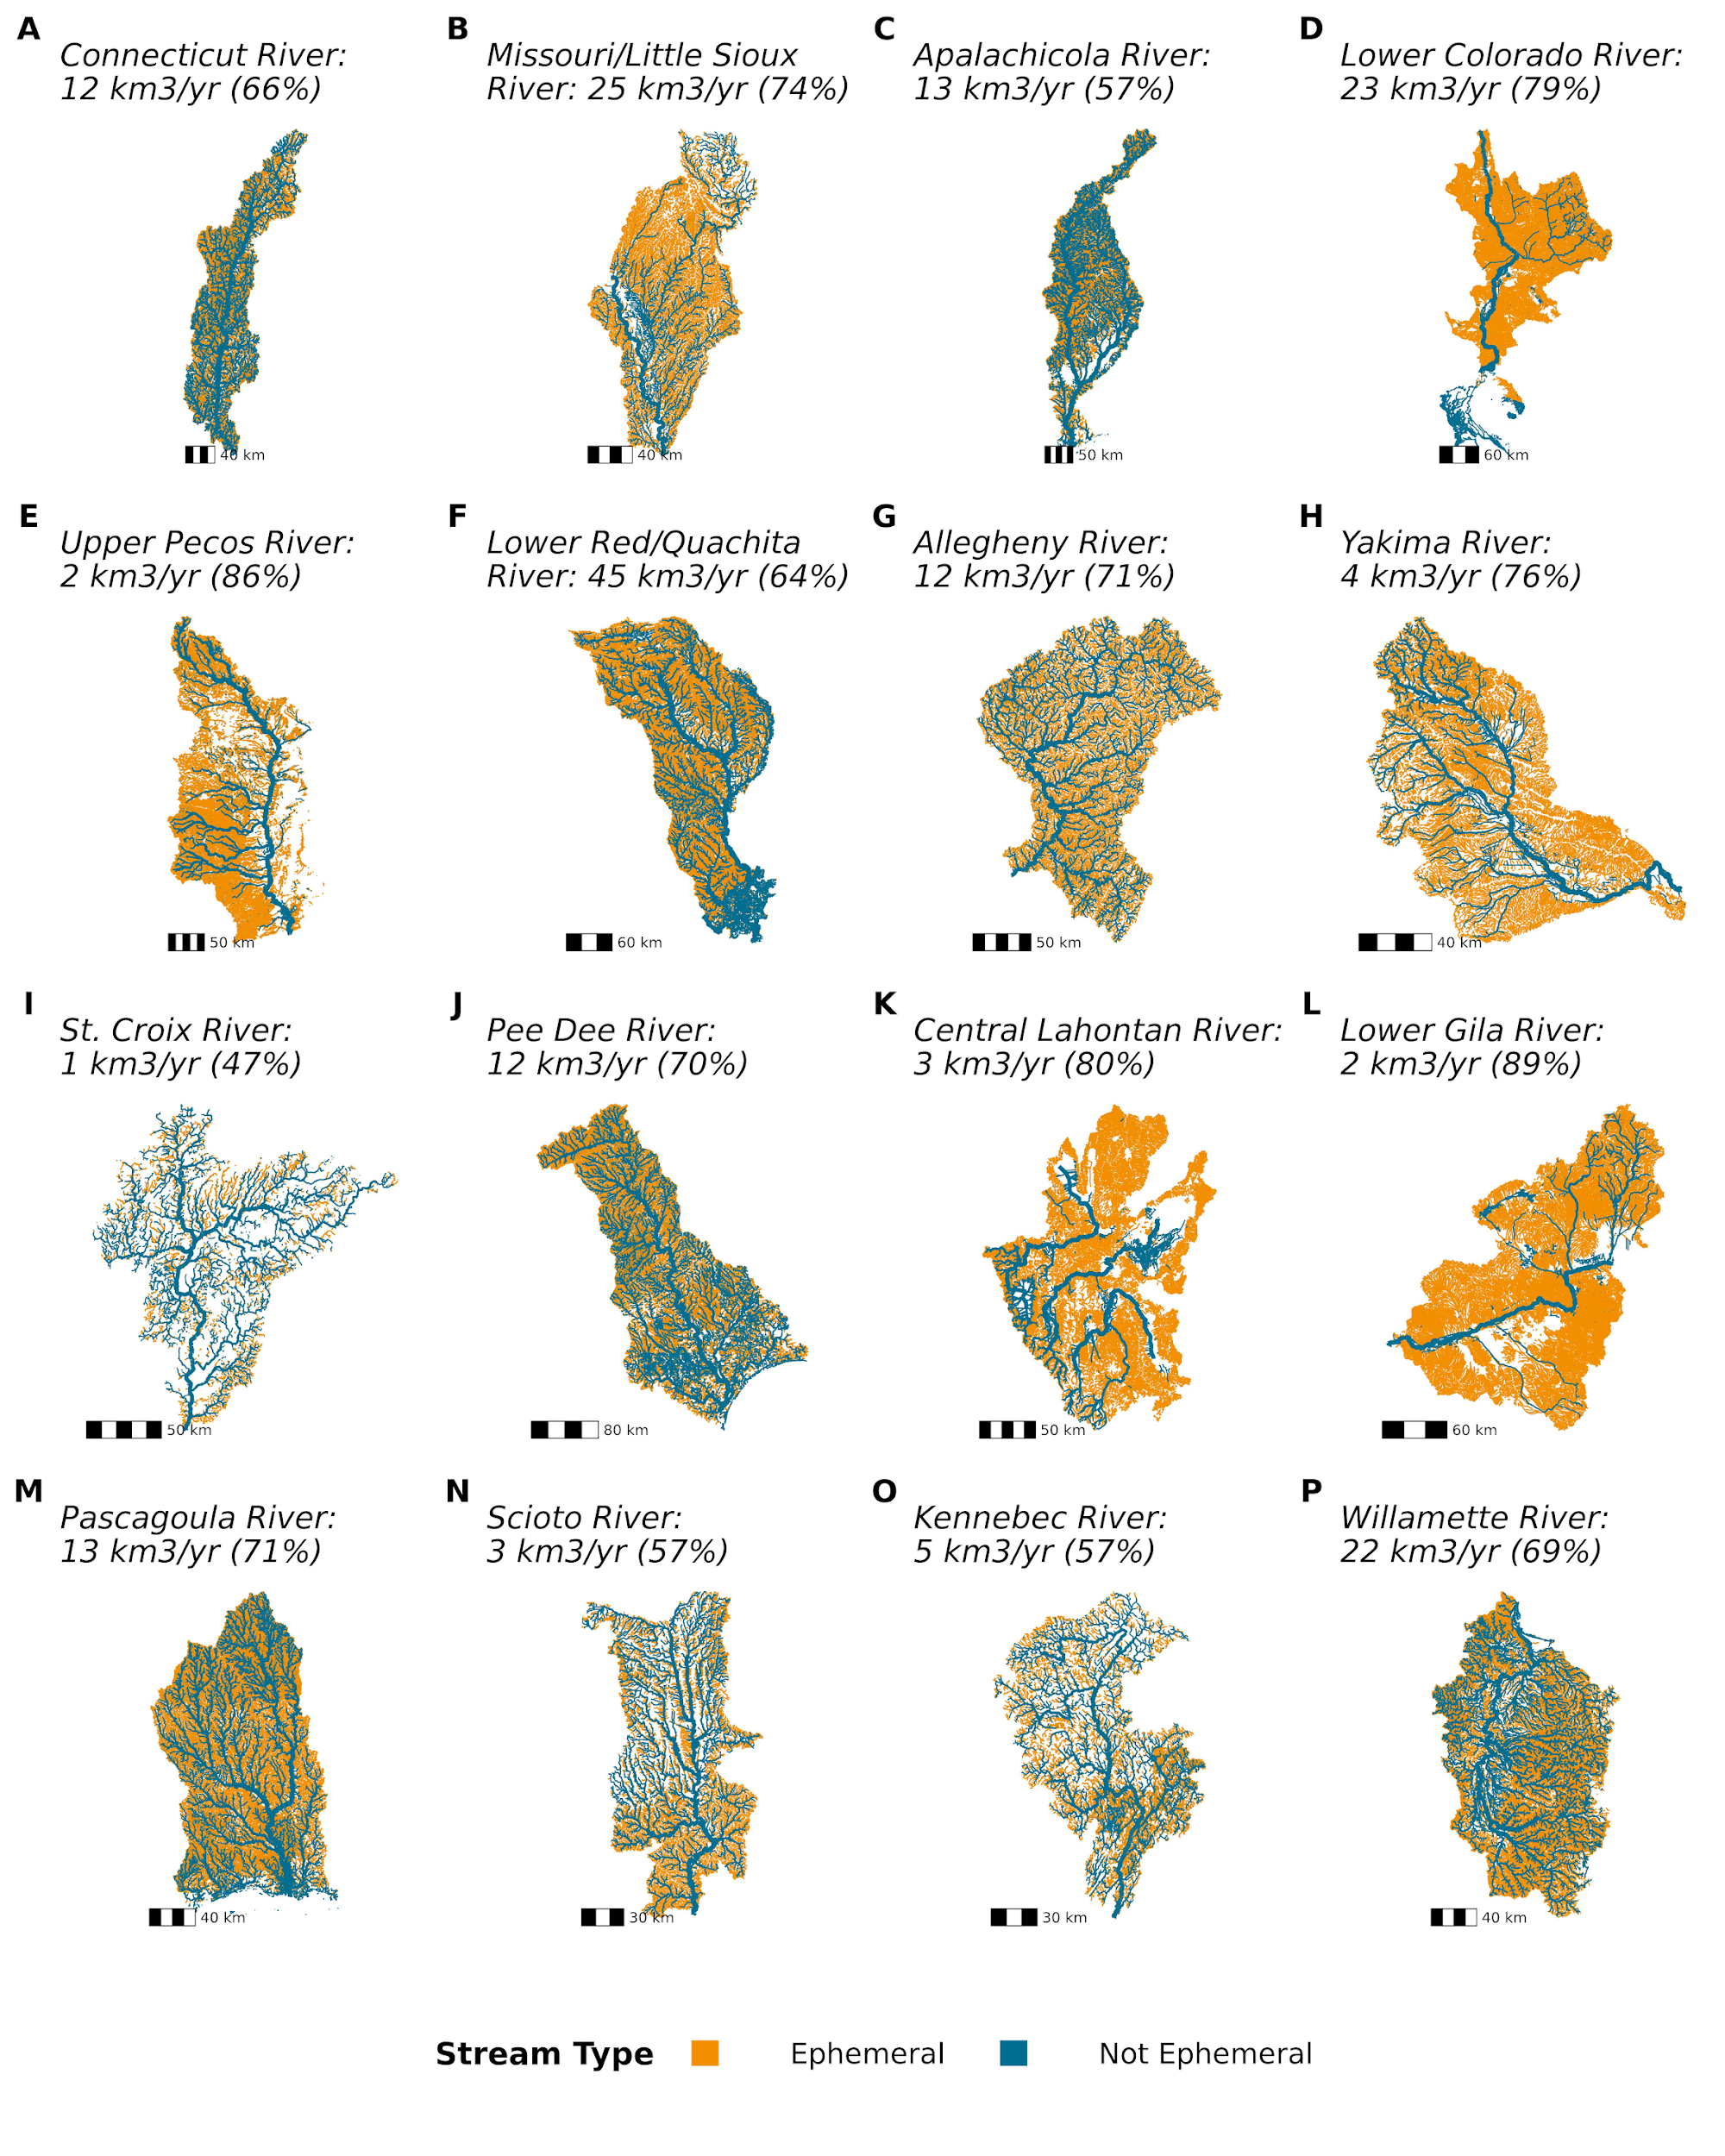 A
Connecticut River:
12 km3/yr (66%)
40 km
B
Missouri/Little Sioux
River: 25 km3/yr (74%)
40 km
C
Apalachicola River:
13 km3/yr (57%)
50 km
D
Lower Colorado River:
23 km3/yr (79%)
60 km
E
Upper Pecos River:
2 km3/yr (86%)
50 km
F
Lower Red/Quachita
River: 45 km3/yr (64%)
60 km
G
Allegheny River:
12 km3/yr (71%)
50 km
H
Yakima River:
4 km3/yr (76%)
40 km
I
St. Croix River:
1 km3/yr (47%)
50 km
J
Pee Dee River:
12 km3/yr (70%)
80 km
K
Central Lahontan River:
3 km3/yr (80%)
50 km
L
Lower Gila River:
2 km3/yr (89%)
60 km
M
Pascagoula River:
13 km3/yr (71%)
40 km
N
Scioto River:
3 km3/yr (57%)
30 km
O
Kennebec River:
5 km3/yr (57%)
30 km
P
Willamette River:
22 km3/yr (69%)
40 km
Stream Type Ephemeral Not Ephemeral